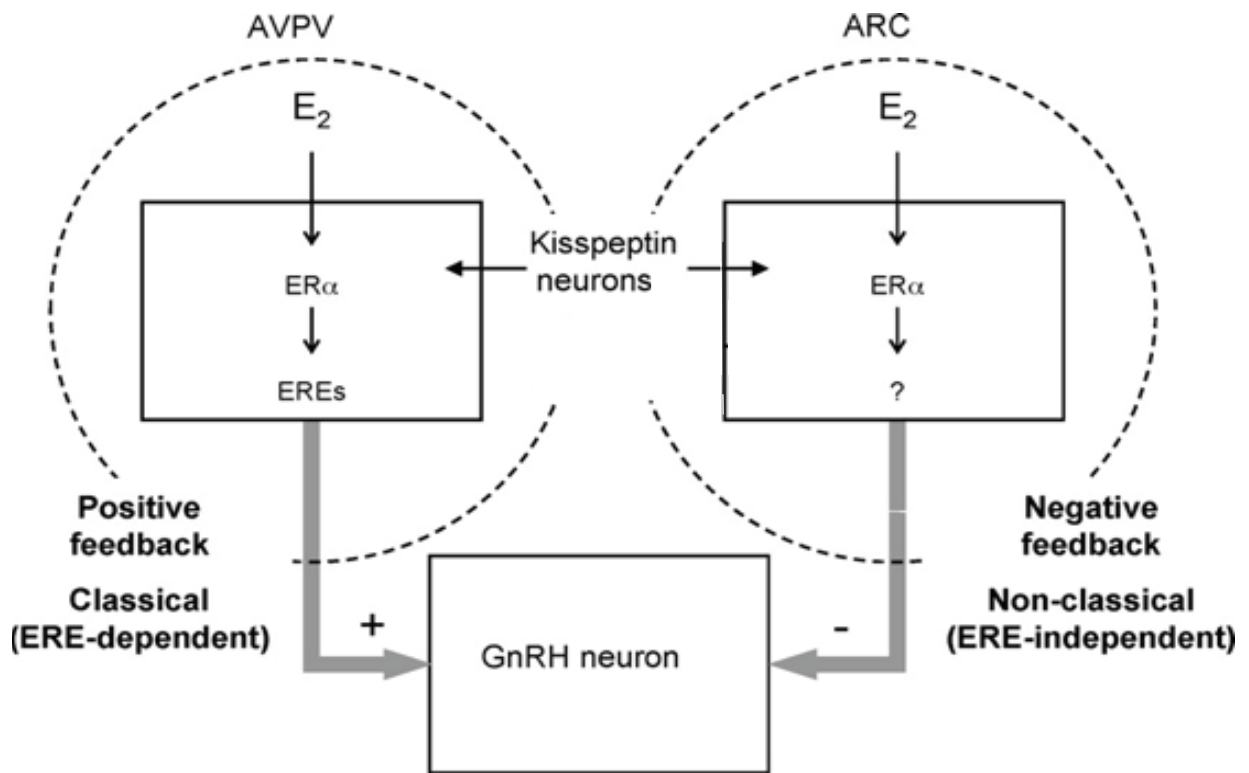 AVPV
ARC
E₂
E₂
Kisspeptin
neurons
ERα
ERα
EREs
?
Positive
feedback
Negative
feedback
Classical
(ERE-dependent)
Non-classical
(ERE-independent)
+
-
GnRH neuron